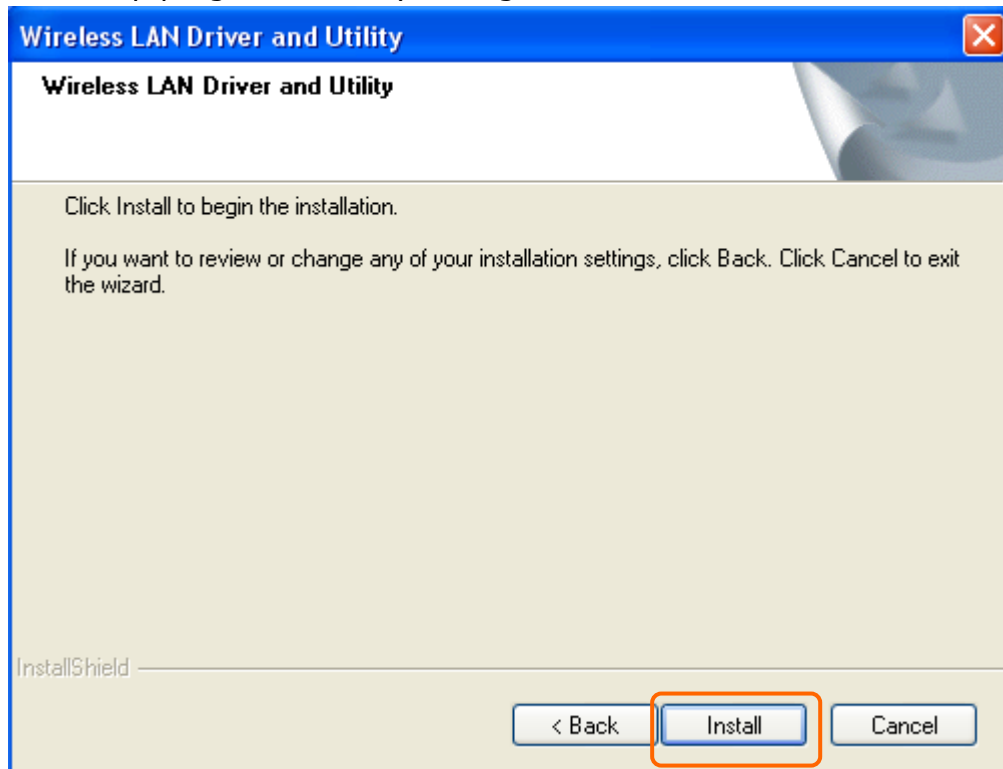 Wireless LAN Driver and Utility
Wireless LAN Driver and Utility
Click Install to begin the installation.
If you want to review or change any of your installation settings, click Back. Click Cancel to exit
the wizard.
InstallShield
< Back
Install
Cancel